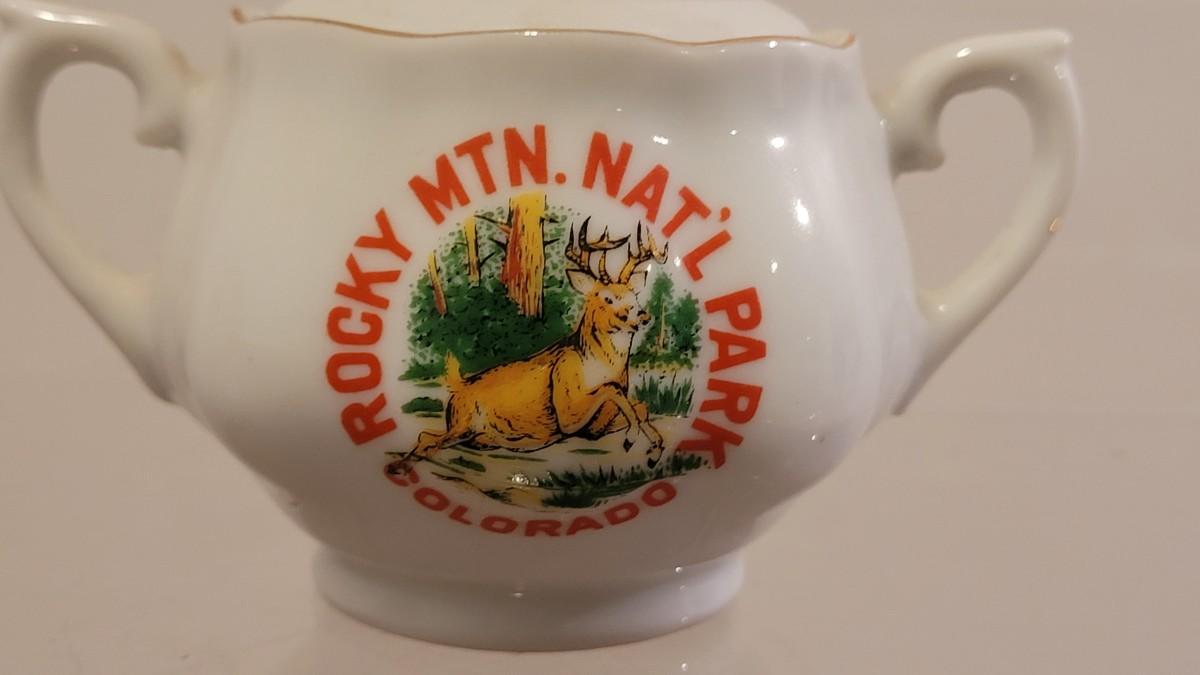 ROCKY MTN. NAT'L PARK
COLORADO